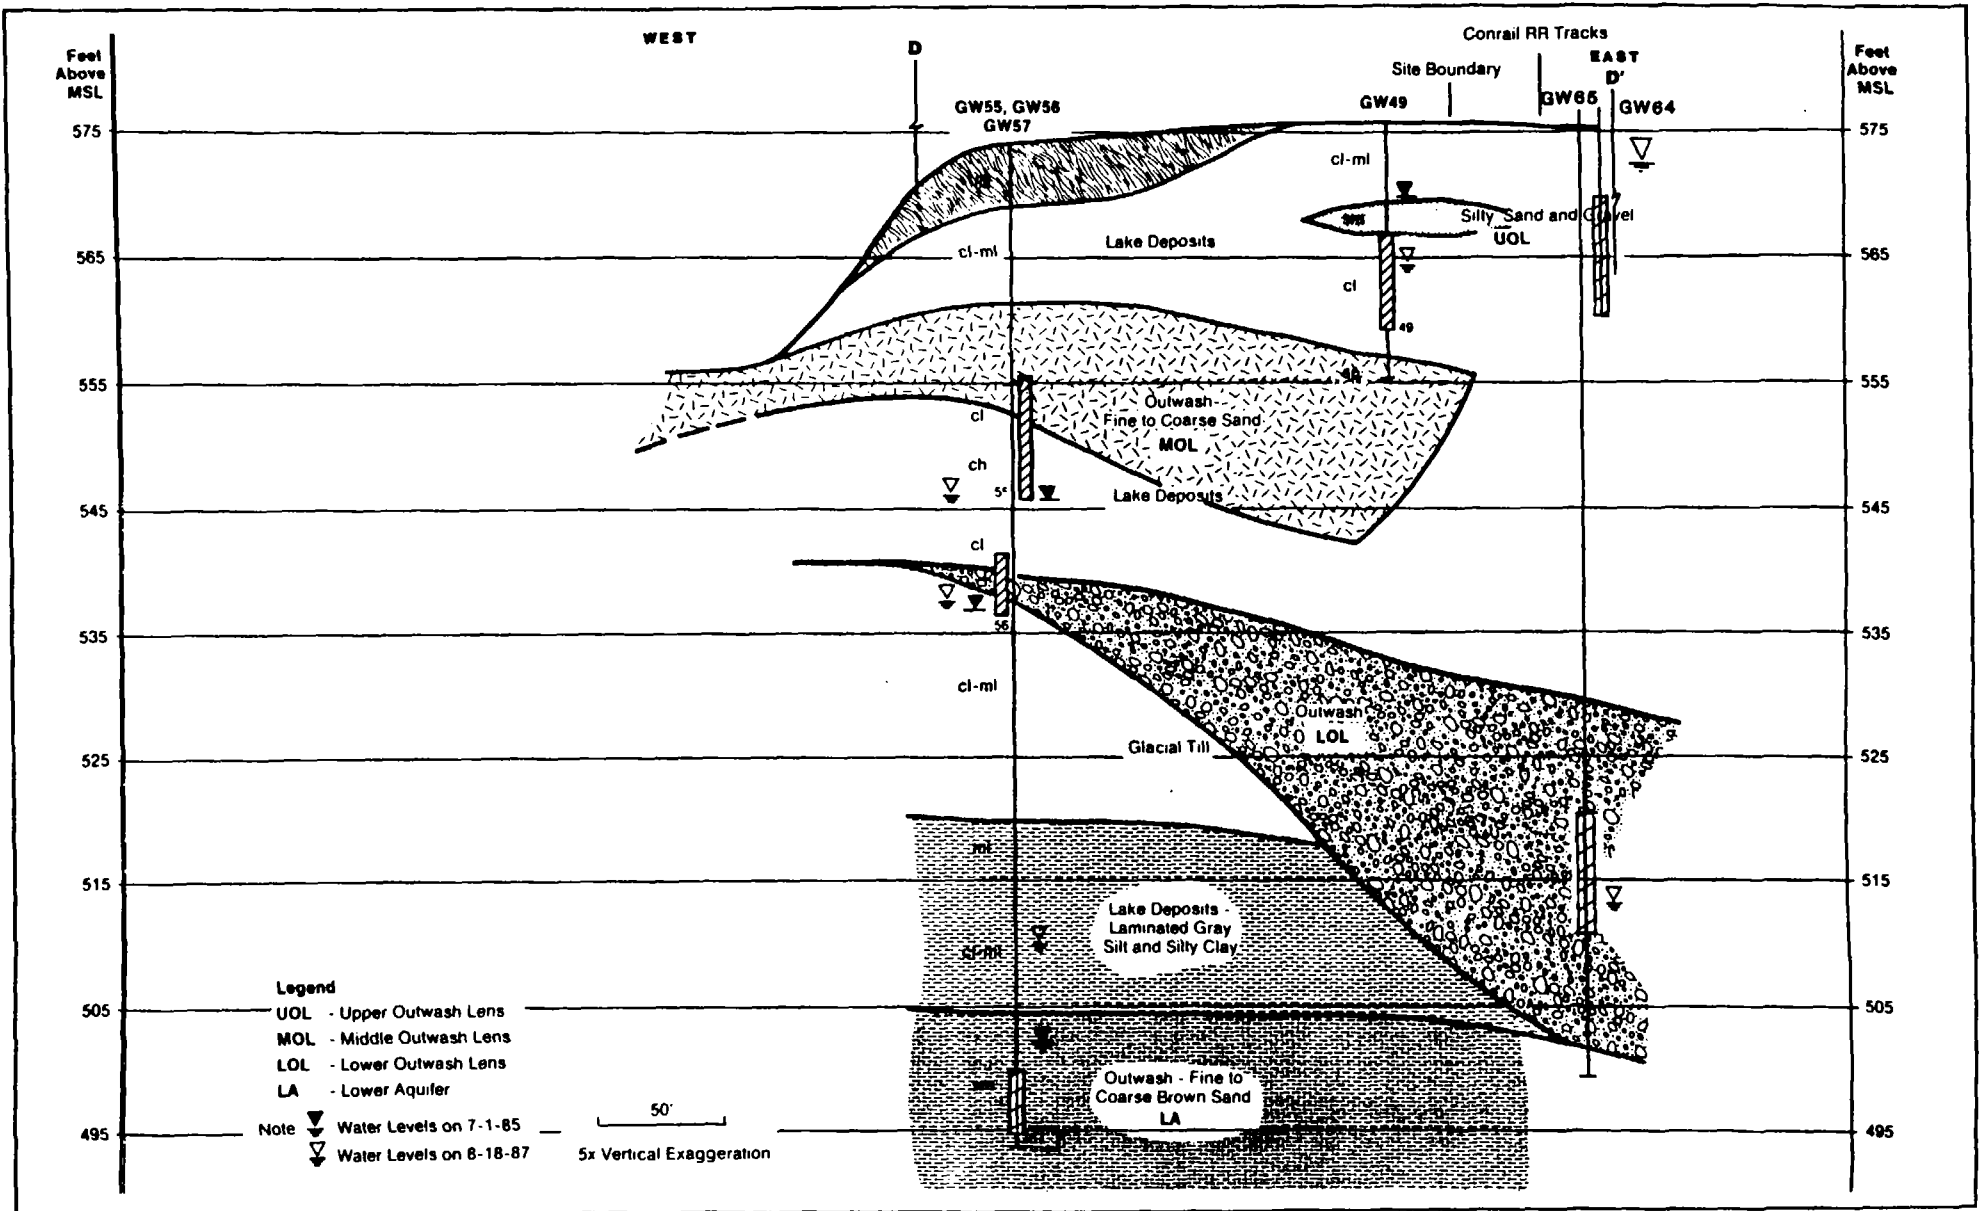 WEST
D
Conrail RR Tracks
EAST
D'
Site Boundary
Feet
Above
MSL
Feet
Above
MSL
GW55, GW56
GW57
GW49
GW65
GW64
575
575
cl-ml
Silty Sand and Gravel
UOL
cl-ml
Lake Deposits
565
565
cl
49
555
555
Outwash-
Fine to Coarse Sand
MOL
cl
ch
Lake Deposits
545
545
cl
56
535
535
cl-ml
Outwash
LOL
Glacial Till
525
525
ml
515
515
Lake Deposits -
Laminated Gray
Silt and Silty Clay
Legend
UOL - Upper Outwash Lens
MOL - Middle Outwash Lens
LOL - Lower Outwash Lens
LA - Lower Aquifer
505
505
Outwash - Fine to
Coarse Brown Sand
LA
Note Water Levels on 7-1-85
Water Levels on 8-18-87
50'
5x Vertical Exaggeration
495
495